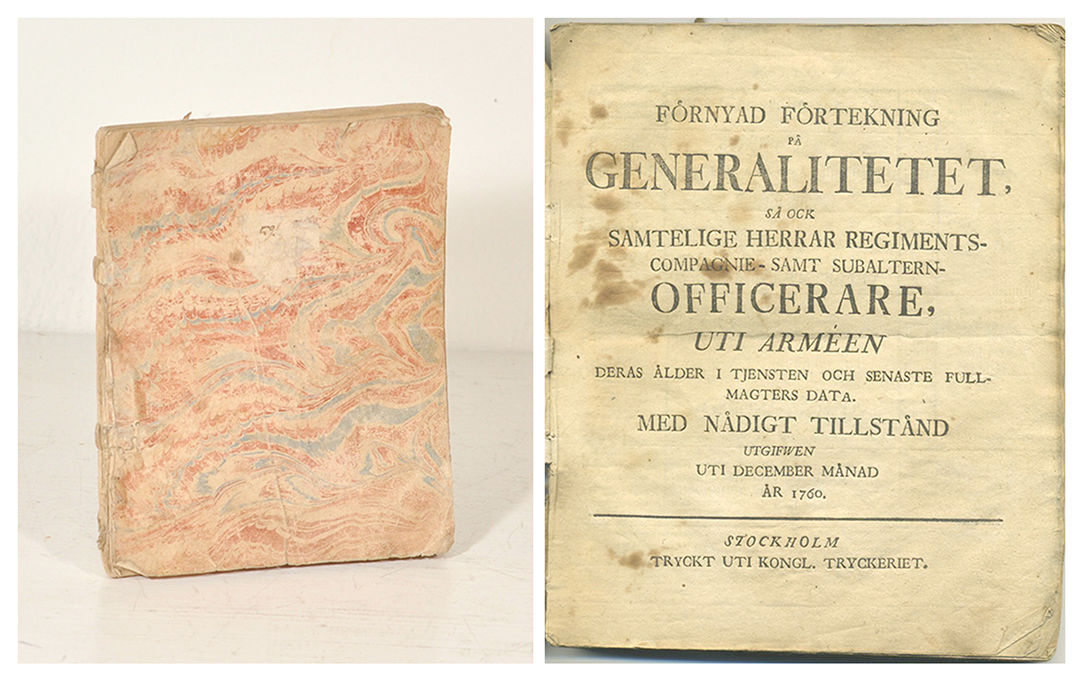 FÖRNYAD FÖRTEKNING
PÅ
GENERALITETET,
SÅ OCK
SAMTELIGE HERRAR REGIMENTS-
COMPAGNIE- SAMT SUBALTERN-
OFFICERARE,
UTI ARMÉEN
DERAS ÅLDER I TJENSTEN OCH SENASTE FULL-
MAGTERS DATA.
MED NÅDIGT TILLSTÅND
UTGIFWEN
UTI DECEMBER MÅNAD
ÅR 1760.
STOCKHOLM
TRYCKT UTI KONGL. TRYCKERIET.